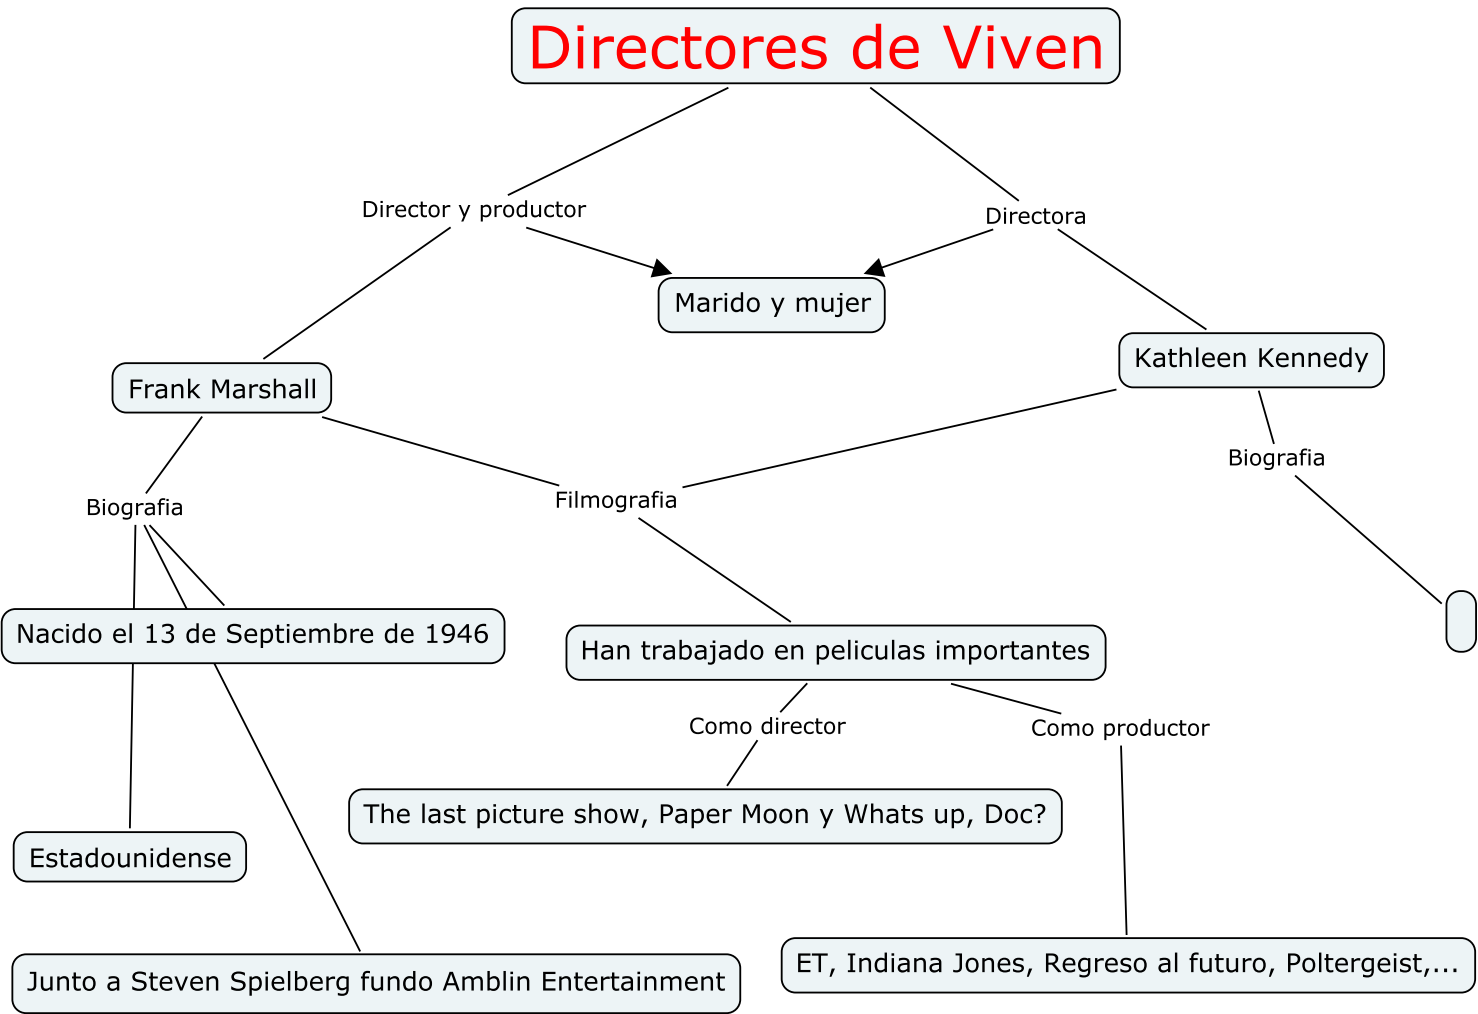 Directores de Viven
Director y productor
Directora
Marido y mujer
Frank Marshall
Kathleen Kennedy
Biografia
Filmografia
Biografia
Nacido el 13 de Septiembre de 1946
Han trabajado en peliculas importantes
Como director
Como productor
The last picture show, Paper Moon y Whats up, Doc?
Estadounidense
Junto a Steven Spielberg fundo Amblin Entertainment
ET, Indiana Jones, Regreso al futuro, Poltergeist,...